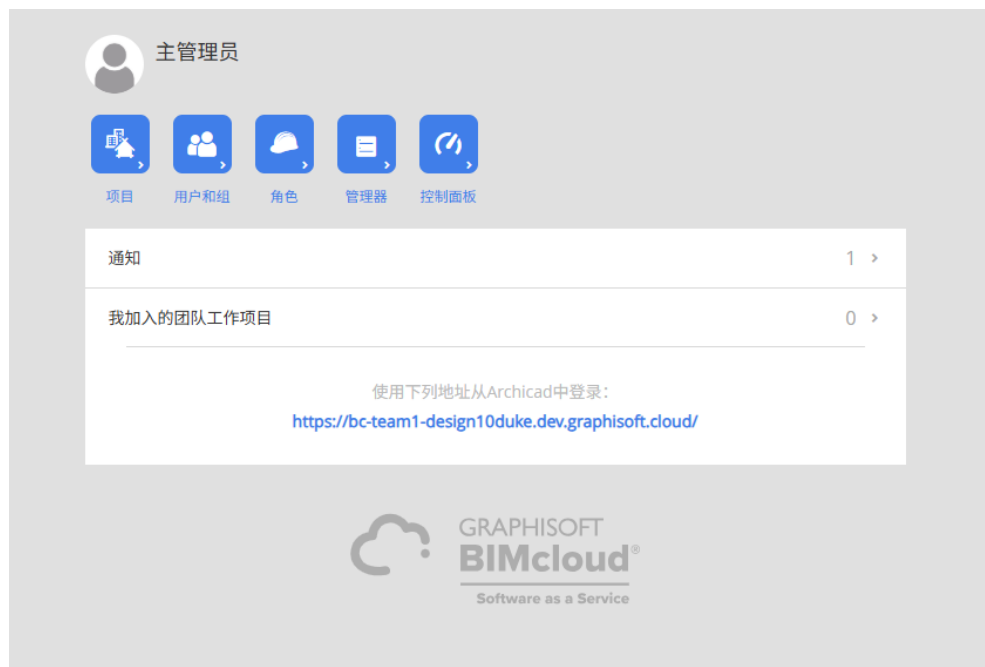 主管理员
项目 用户和组 角色 管理器 控制面板
通知 1
我加入的团队工作项目 0
使用下列地址从Archicad中登录：
https://bc-team1-design10duke.dev.graphisoft.cloud/
GRAPHISOFT
BIMcloud®
Software as a Service